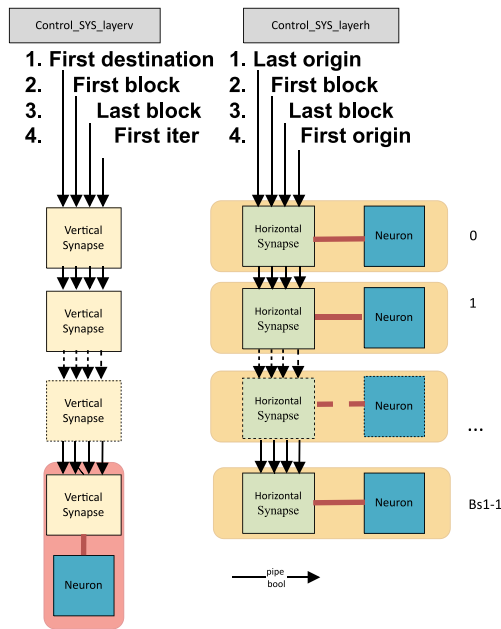 Control_SYS_layerv
Control_SYS_layerh
1. First destination
2. First block
3. Last block
4. First iter
1. Last origin
2. First block
3. Last block
4. First origin
Vertical
Synapse
Horizontal
Synapse
Neuron
0
Vertical
Synapse
Horizontal
Synapse
Neuron
1
Vertical
Synapse
Horizontal
Synapse
Neuron
...
Vertical
Synapse
Horizontal
Synapse
Neuron
Bs1-1
Neuron
pipe
bool